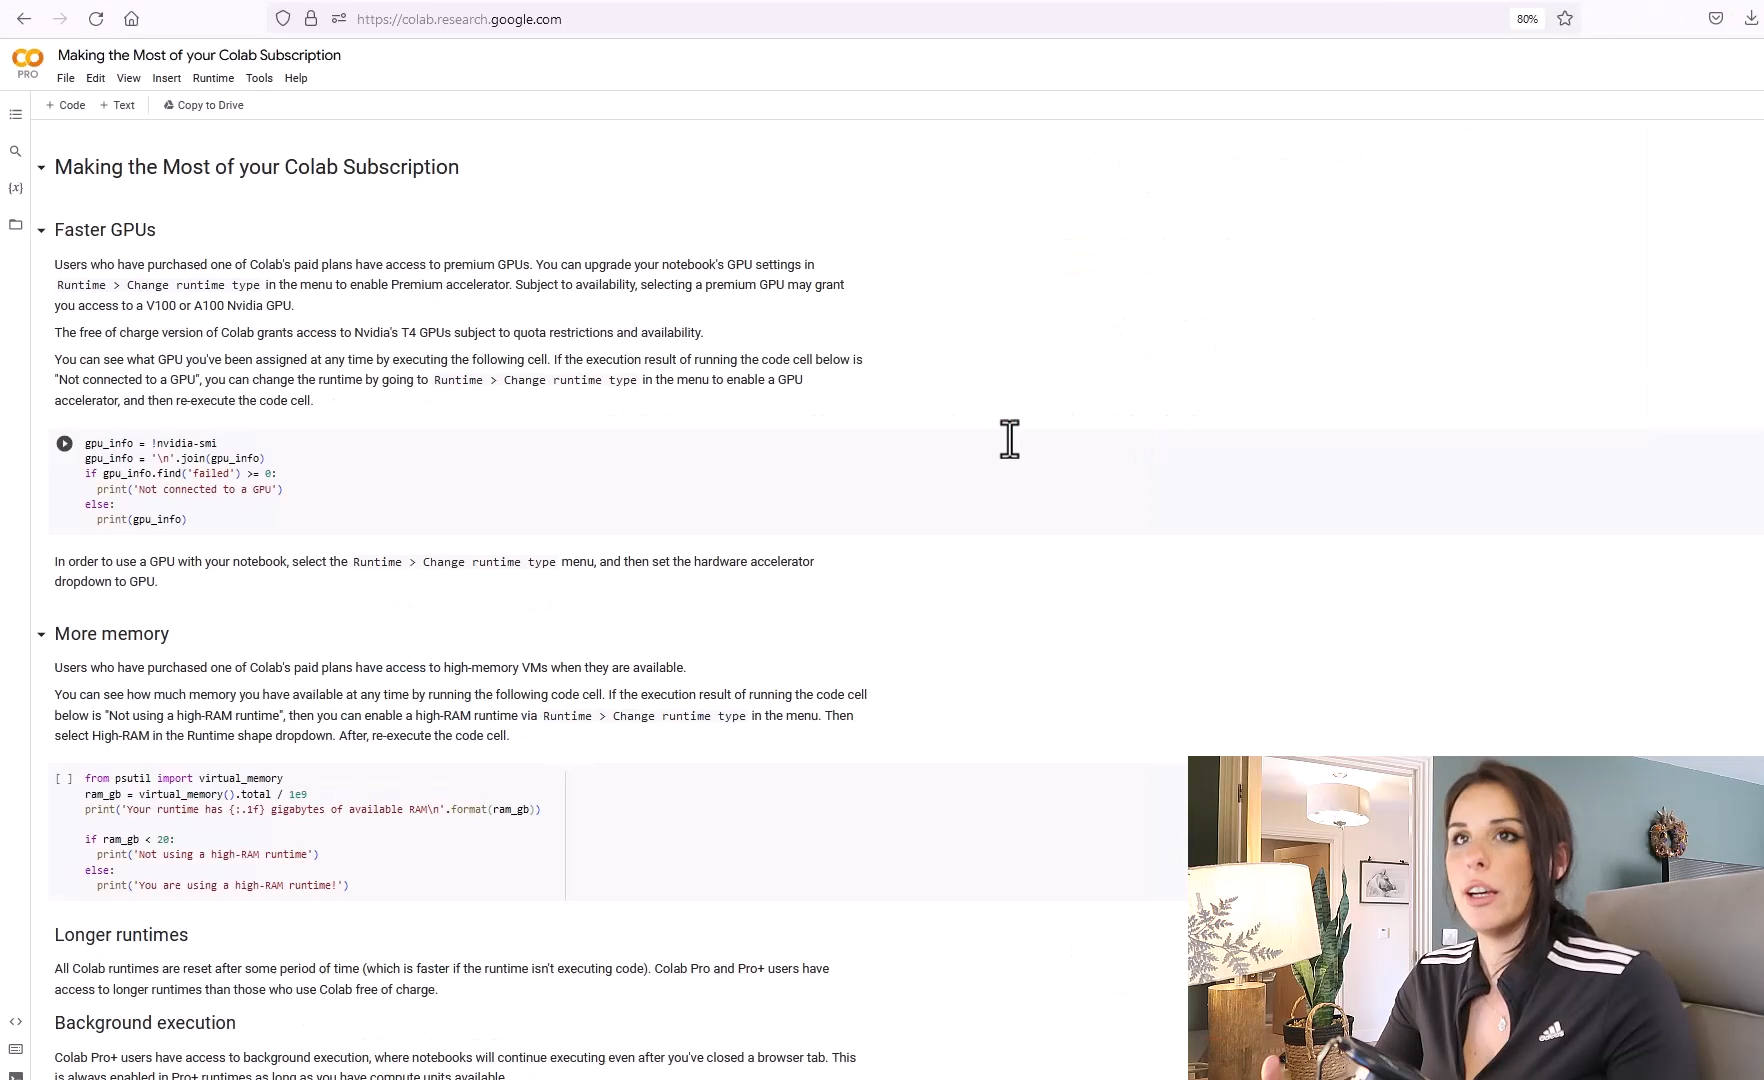 https://colab.research.google.com
80%
Making the Most of your Colab Subscription
PRO
File Edit View Insert Runtime Tools Help
+ Code + Text Copy to Drive
Making the Most of your Colab Subscription
Faster GPUs
Users who have purchased one of Colab's paid plans have access to premium GPUs. You can upgrade your notebook's GPU settings in
Runtime > Change runtime type in the menu to enable Premium accelerator. Subject to availability, selecting a premium GPU may grant
you access to a V100 or A100 Nvidia GPU.
The free of charge version of Colab grants access to Nvidia's T4 GPUs subject to quota restrictions and availability.
You can see what GPU you've been assigned at any time by executing the following cell. If the execution result of running the code cell below is
"Not connected to a GPU", you can change the runtime by going to Runtime > Change runtime type in the menu to enable a GPU
accelerator, and then re-execute the code cell.
gpu_info = !nvidia-smi
gpu_info = '\n'.join(gpu_info)
if gpu_info.find('failed') >= 0:
print('Not connected to a GPU')
else:
print(gpu_info)
In order to use a GPU with your notebook, select the Runtime > Change runtime type menu, and then set the hardware accelerator
dropdown to GPU.
More memory
Users who have purchased one of Colab's paid plans have access to high-memory VMs when they are available.
You can see how much memory you have available at any time by running the following code cell. If the execution result of running the code cell
below is "Not using a high-RAM runtime", then you can enable a high-RAM runtime via Runtime > Change runtime type in the menu. Then
select High-RAM in the Runtime shape dropdown. After, re-execute the code cell.
[ ] from psutil import virtual_memory
ram_gb = virtual_memory().total / 1e9
print('Your runtime has {:.1f} gigabytes of available RAM\n'.format(ram_gb))
if ram_gb < 20:
print('Not using a high-RAM runtime')
else:
print('You are using a high-RAM runtime!')
Longer runtimes
All Colab runtimes are reset after some period of time (which is faster if the runtime isn't executing code). Colab Pro and Pro+ users have
access to longer runtimes than those who use Colab free of charge.
Background execution
Colab Pro+ users have access to background execution, where notebooks will continue executing even after you've closed a browser tab. This
is always enabled in Pro+ runtimes as long as you have compute units available.
adidas